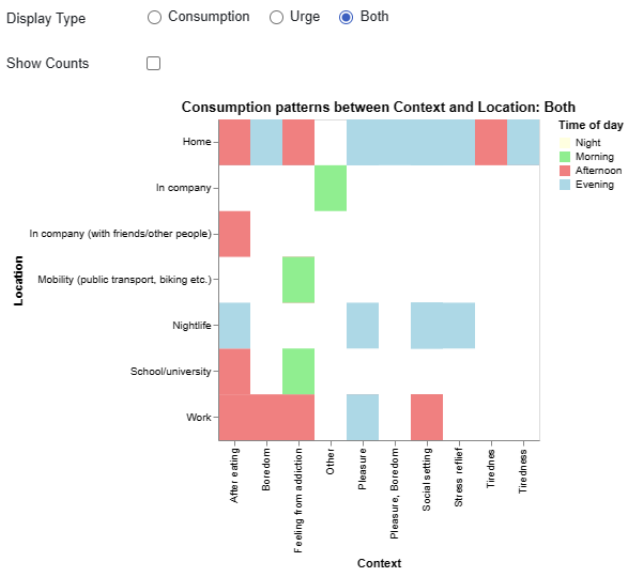 Display Type
Consumption
Urge
Both
Show Counts
Consumption patterns between Context and Location: Both
Time of day
Night
Morning
Afternoon
Evening
Location
Home
In company
In company (with friends/other people)
Mobility (public transport, biking etc.)
Nightlife
School/university
Work
After eating
Boredom
Feeling from addiction
Other
Pleasure
Pleasure, Boredom
Social setting
Stress reflief
Tirednes
Tiredness
Context